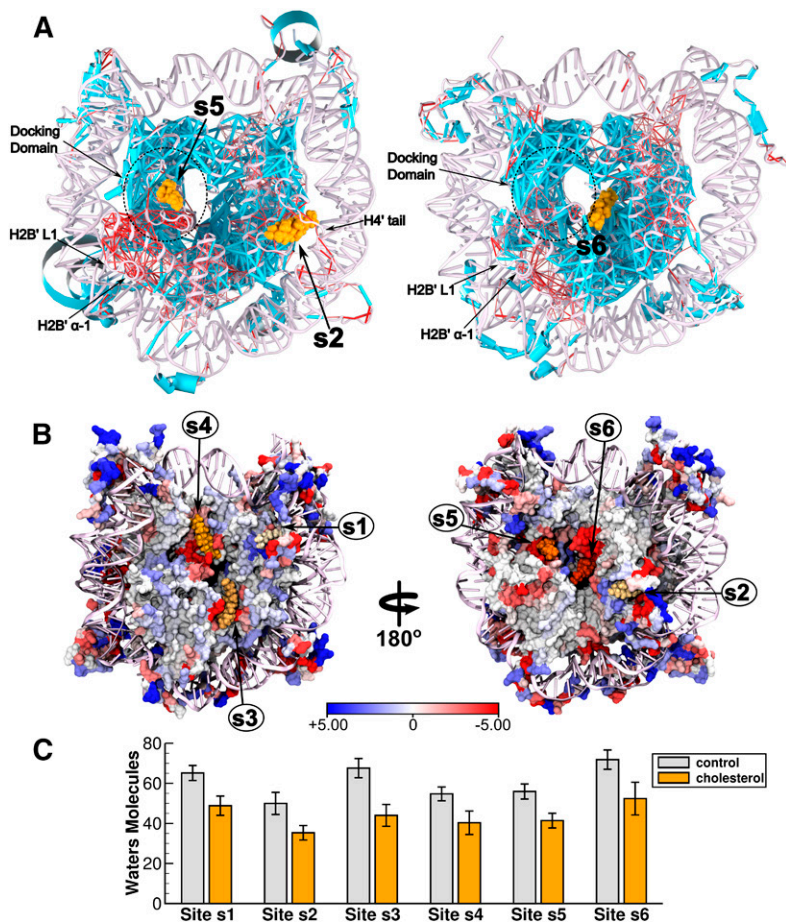 A
s5
Docking
Domain
H2B' L1
H2B' α-1
H4' tail
s2
Docking
Domain
s6
H2B' L1
H2B' α-1
B
s4
s1
s3
180º
s6
s5
s2
+5.00 0 -5.00
C
Waters Molecules
80
60
40
20
0
control
cholesterol
Site s1 Site s2 Site s3 Site s4 Site s5 Site s6